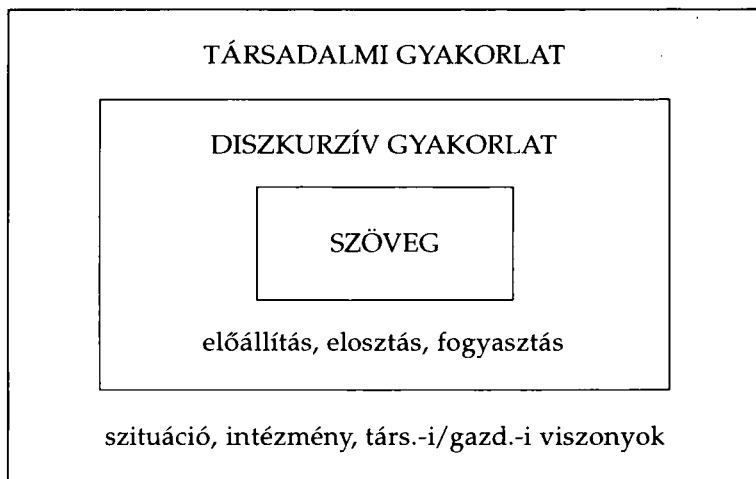 TÁRSADALMI GYAKORLAT
DISZKURZÍV GYAKORLAT
SZÖVEG
előállítás, elosztás, fogyasztás
szituáció, intézmény, társ.-i/gazd.-i viszonyok